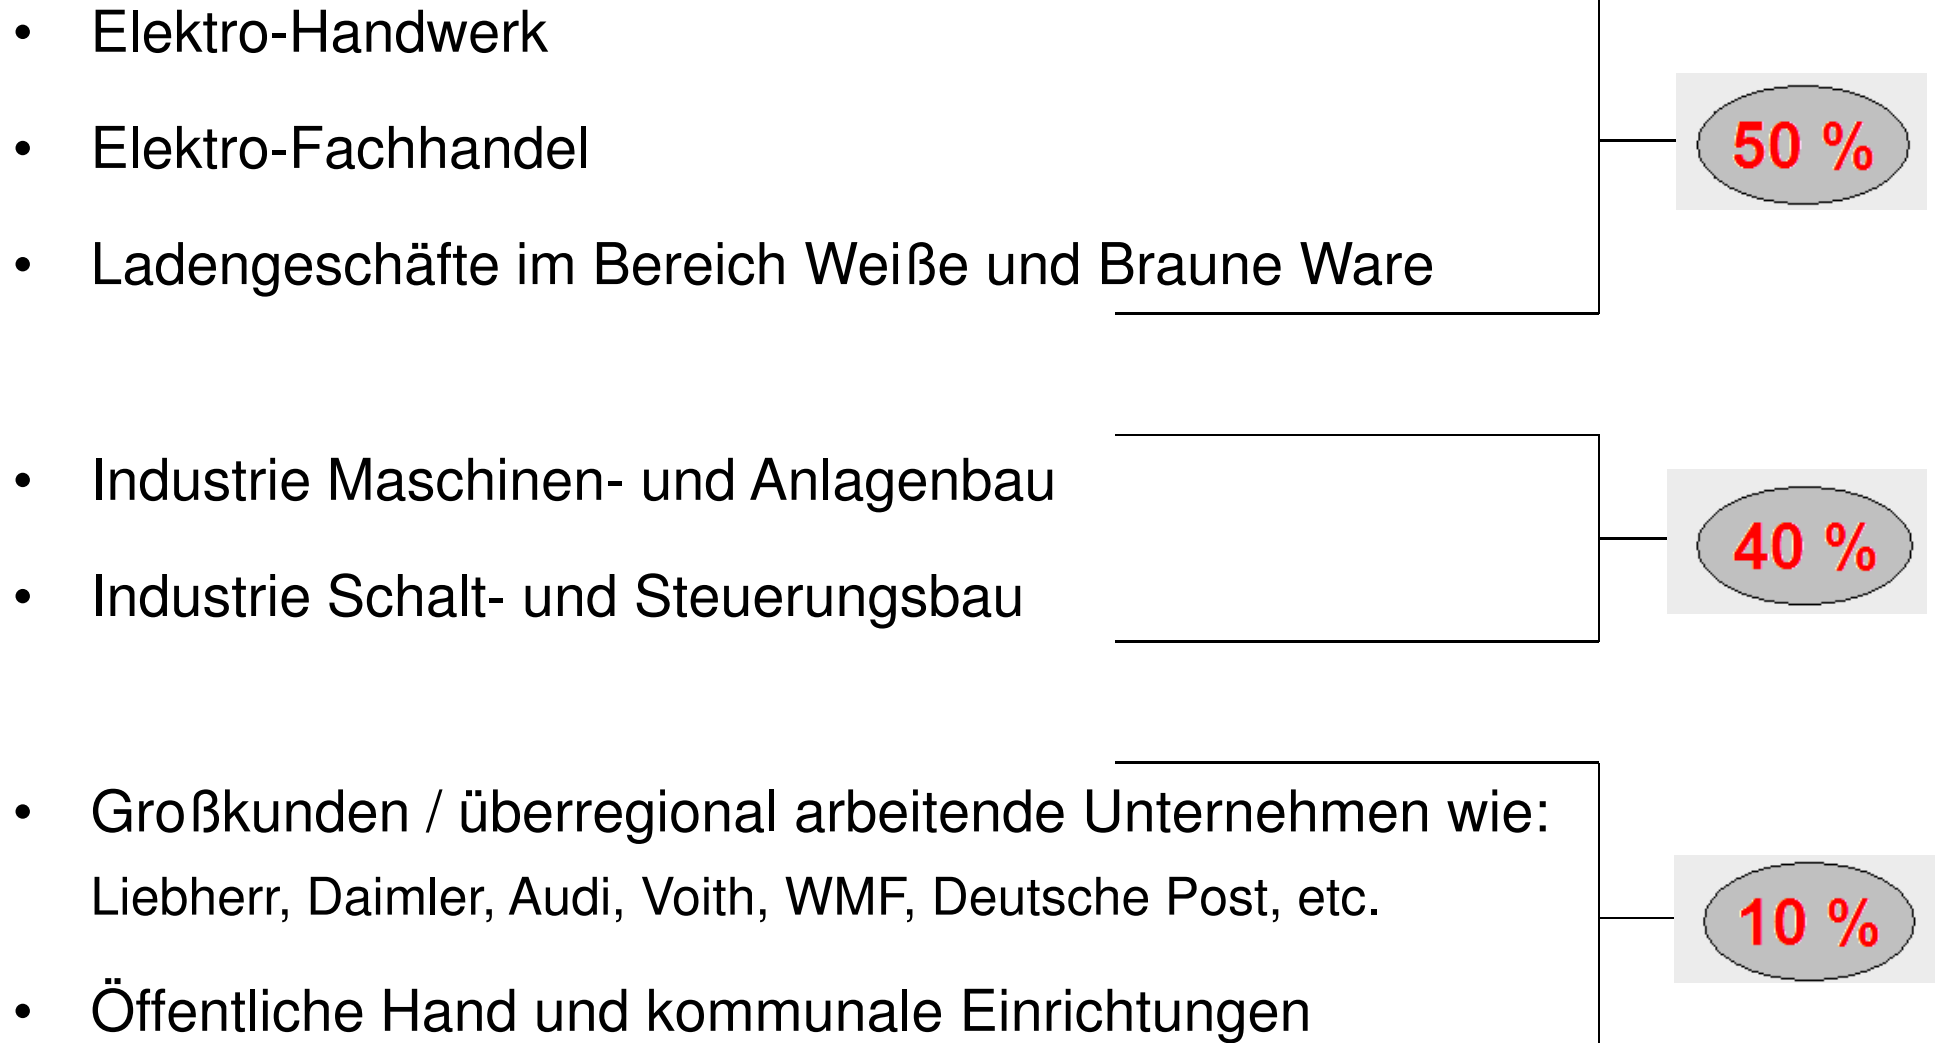 • Elektro-Handwerk
• Elektro-Fachhandel
50 %
• Ladengeschäfte im Bereich Weiße und Braune Ware
• Industrie Maschinen- und Anlagenbau
40 %
• Industrie Schalt- und Steuerungsbau
• Großkunden / überregional arbeitende Unternehmen wie:
Liebherr, Daimler, Audi, Voith, WMF, Deutsche Post, etc.
10 %
• Öffentliche Hand und kommunale Einrichtungen